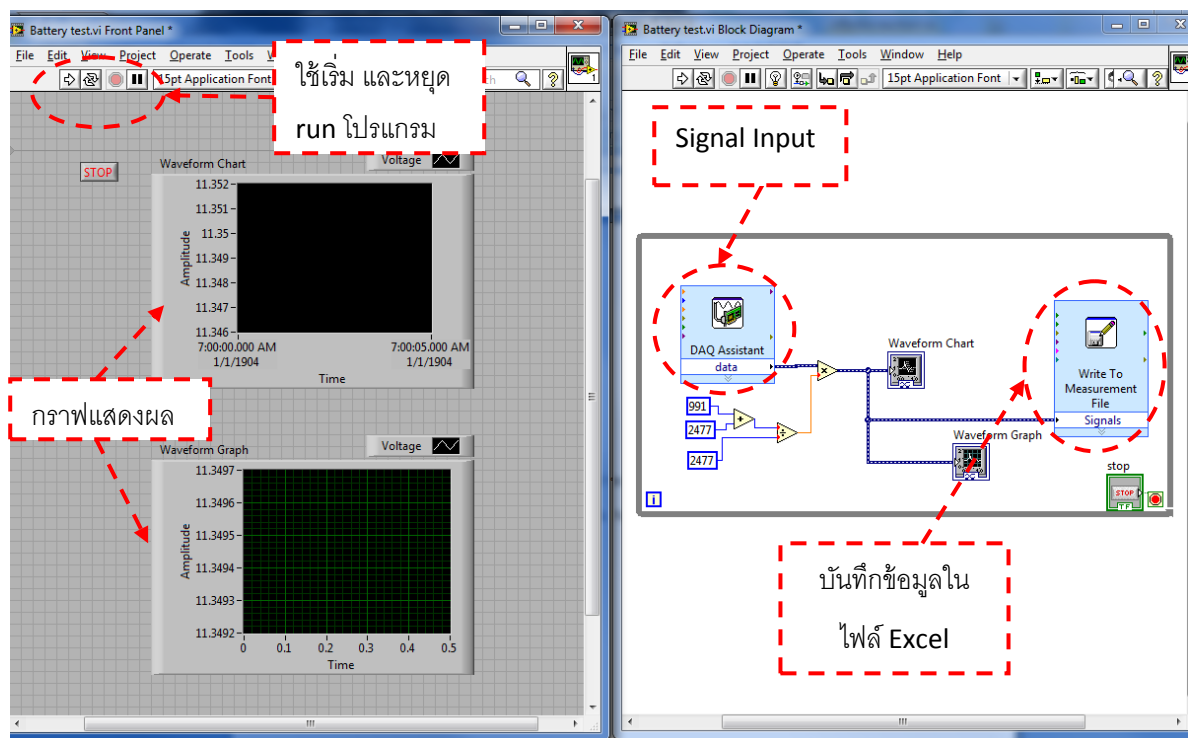 Battery test.vi Front Panel *
File Edit View Project Operate Tools
15pt Application Font
1
ใช้เริ่ม และหยุด
run โปรแกรม
STOP
Waveform Chart
Voltage
11.352
11.351
11.35
11.349
11.348
11.347
11.346
Amplitude
7:00:00.000 AM
1/1/1904
7:00:05.000 AM
1/1/1904
Time
กราฟแสดงผล
Waveform Graph
Voltage
11.3497
11.3496
11.3495
11.3494
11.3493
11.3492
Amplitude
0 0.1 0.2 0.3 0.4 0.5
Time
Battery test.vi Block Diagram *
File Edit View Project Operate Tools Window Help
15pt Application Font
Signal Input
DAQ Assistant
data
991
2477
2477
Waveform Chart
Waveform Graph
Write To
Measurement
File
Signals
stop
STOP
TF
i
บันทึกข้อมูลใน
ไฟล์ Excel